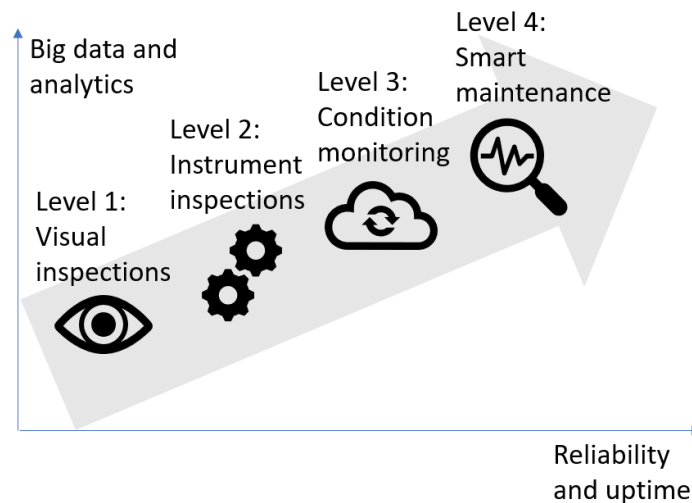 Big data and
analytics
Level 1:
Visual
inspections
Level 2:
Instrument
inspections
Level 3:
Condition
monitoring
Level 4:
Smart
maintenance
Reliability
and uptime